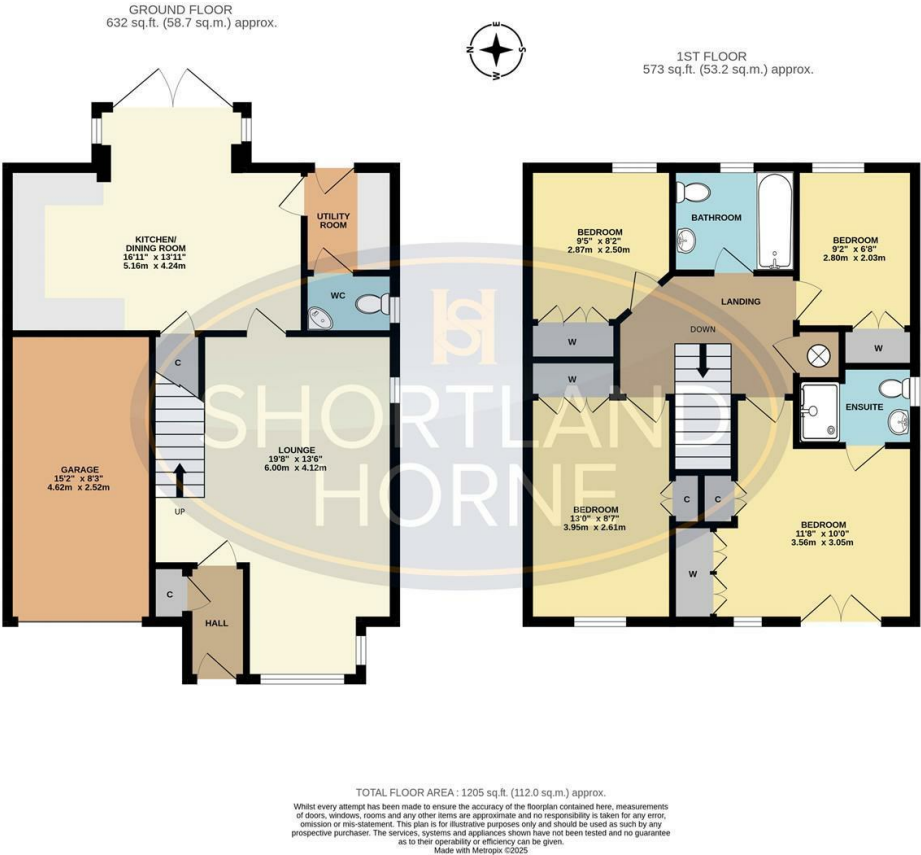 GROUND FLOOR
632 sq.ft. (58.7 sq.m.) approx.
N
E
S
W
1ST FLOOR
573 sq.ft. (53.2 sq.m.) approx.
KITCHEN/
DINING ROOM
16'11" x 13'11"
5.16m x 4.24m
UTILITY
ROOM
WC
C
LOUNGE
19'8" x 13'6"
6.00m x 4.12m
GARAGE
15'2" x 8'3"
4.62m x 2.52m
UP
C
HALL
BEDROOM
9'5" x 8'2"
2.87m x 2.50m
BATHROOM
BEDROOM
9'2" x 6'8"
2.80m x 2.03m
LANDING
DOWN
W
W
W
ENSUITE
BEDROOM
13'0" x 8'7"
3.95m x 2.61m
C
C
W
BEDROOM
11'8" x 10'0"
3.56m x 3.05m
SH
SHORTLAND
HORNE
TOTAL FLOOR AREA : 1205 sq.ft. (112.0 sq.m.) approx.
Whilst every attempt has been made to ensure the accuracy of the floorplan contained here, measurements
of doors, windows, rooms and any other items are approximate and no responsibility is taken for any error,
omission or mis-statement. This plan is for illustrative purposes only and should be used as such by any
prospective purchaser. The services, systems and appliances shown have not been tested and no guarantee
as to their operability or efficiency can be given.
Made with Metropix ©2025